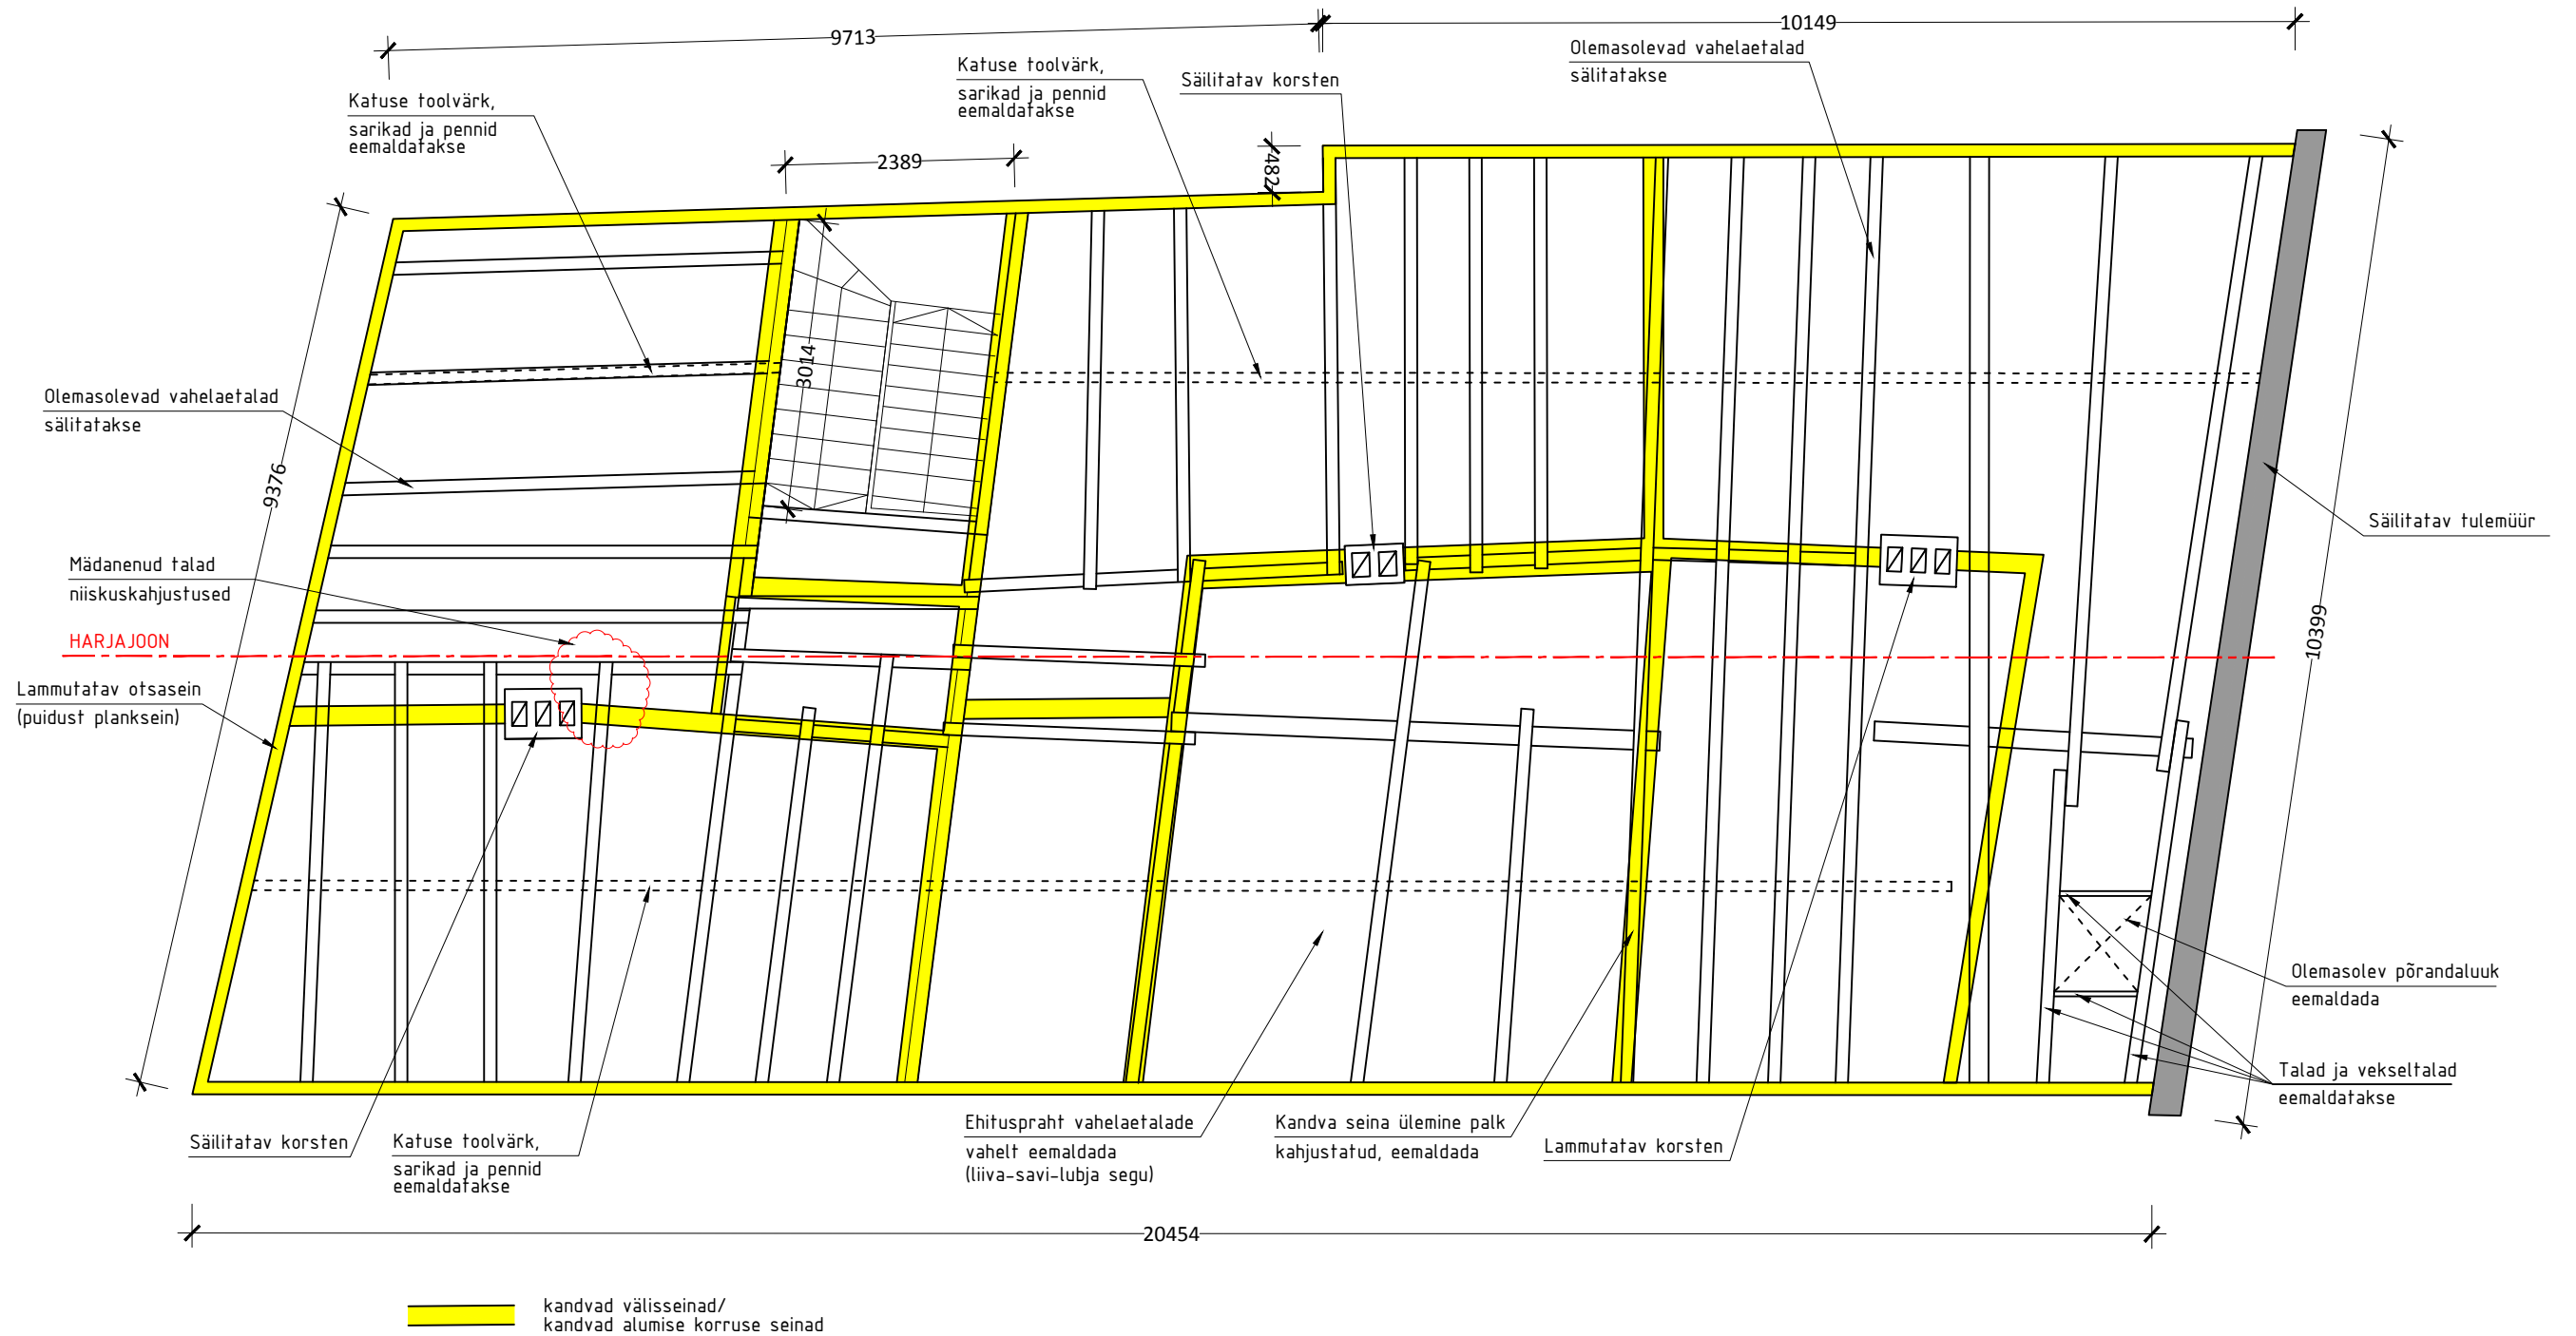 9713
10149
Olemasolevad vahelaetalad
sälitatakse
Katuse toolvärk,
sarikad ja pennid
eemaldatakse
Säilitatav korsten
Katuse toolvärk,
sarikad ja pennid
eemaldatakse
2389
482
3014
Olemasolevad vahelaetalad
sälitatakse
9376
Säilitatav tulemüür
Mädanenud talad
niiskuskahjustused
HARJAJOON
10399
Lammutatav otsasein
(puidust planksein)
Olemasolev põrandaluuk
eemaldada
Talad ja vekseltalad
eemaldatakse
Säilitatav korsten
Katuse toolvärk,
sarikad ja pennid
eemaldatakse
Ehituspraht vahelaetalade
vahelt eemaldada
(liiva-savi-lubja segu)
Kandva seina ülemine palk
kahjustatud, eemaldada
Lammutatav korsten
20454
kandvad välisseinad/
kandvad alumise korruse seinad